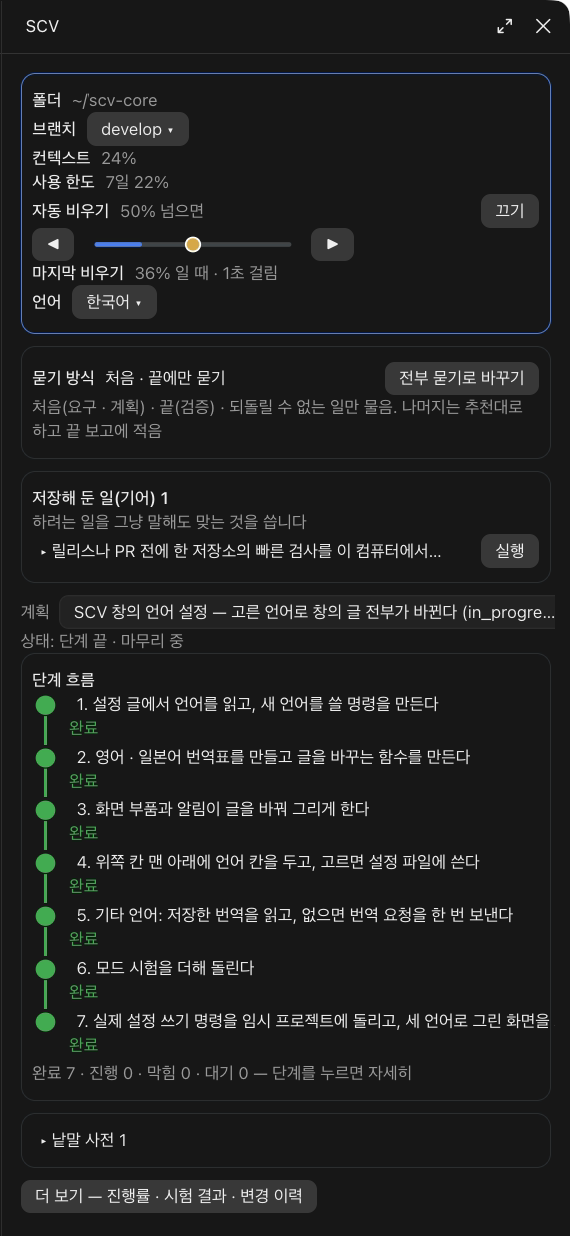 SCV
폴더 ~/scv-core
브랜치 develop ▾
컨텍스트 24%
사용 한도 7일 22%
자동 비우기 50% 넘으면 끄기
◀ ▶
마지막 비우기 36% 일 때 · 1초 걸림
언어 한국어 ▾
묻기 방식 처음 · 끝에만 묻기 전부 묻기로 바꾸기
처음(요구 · 계획) · 끝(검증) · 되돌릴 수 없는 일만 물음. 나머지는 추천대로
하고 끝 보고에 적음
저장해 둔 일(기어) 1
하려는 일을 그냥 말해도 맞는 것을 씁니다
▸ 릴리스나 PR 전에 한 저장소의 빠른 검사를 이 컴퓨터에서... 실행
계획 SCV 창의 언어 설정 — 고른 언어로 창의 글 전부가 바뀐다 (in_progre...
상태: 단계 끝 · 마무리 중
단계 흐름
1. 설정 글에서 언어를 읽고, 새 언어를 쓸 명령을 만든다
완료
2. 영어 · 일본어 번역표를 만들고 글을 바꾸는 함수를 만든다
완료
3. 화면 부품과 알림이 글을 바꿔 그리게 한다
완료
4. 위쪽 칸 맨 아래에 언어 칸을 두고, 고르면 설정 파일에 쓴다
완료
5. 기타 언어: 저장한 번역을 읽고, 없으면 번역 요청을 한 번 보낸다
완료
6. 모드 시험을 더해 돌린다
완료
7. 실제 설정 쓰기 명령을 임시 프로젝트에 돌리고, 세 언어로 그린 화면을
완료
완료 7 · 진행 0 · 막힘 0 · 대기 0 — 단계를 누르면 자세히
▸ 낱말 사전 1
더 보기 — 진행률 · 시험 결과 · 변경 이력